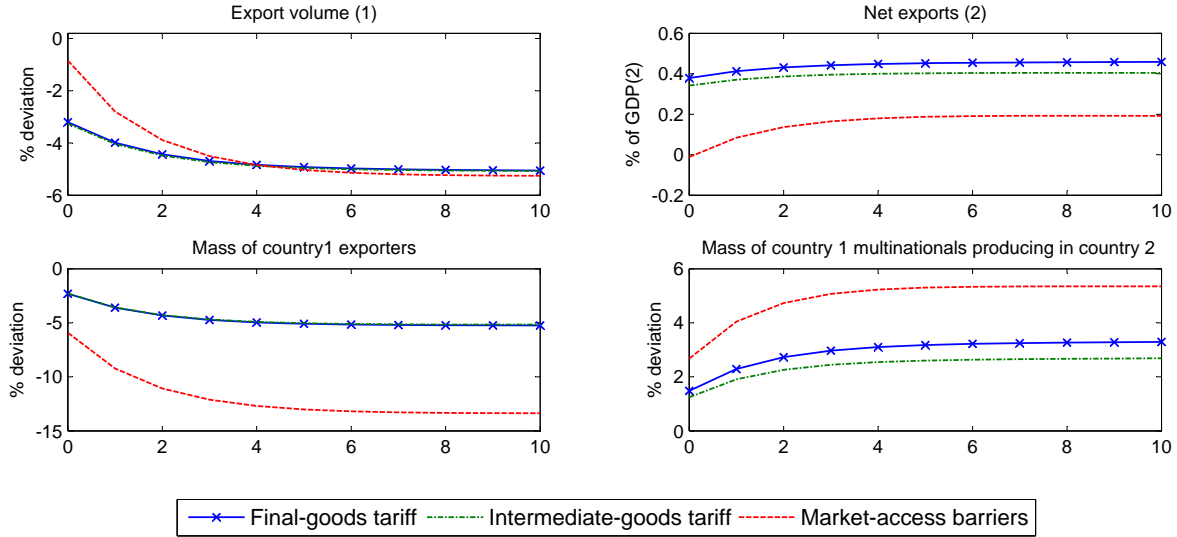 Export volume (1)
% deviation
0
-2
-4
-6
0 2 4 6 8 10
Net exports (2)
% of GDP(2)
0.6
0.4
0.2
0
-0.2
0 2 4 6 8 10
Mass of country1 exporters
% deviation
0
-5
-10
-15
0 2 4 6 8 10
Mass of country 1 multinationals producing in country 2
% deviation
6
4
2
0
0 2 4 6 8 10
Final-goods tariff Intermediate-goods tariff Market-access barriers